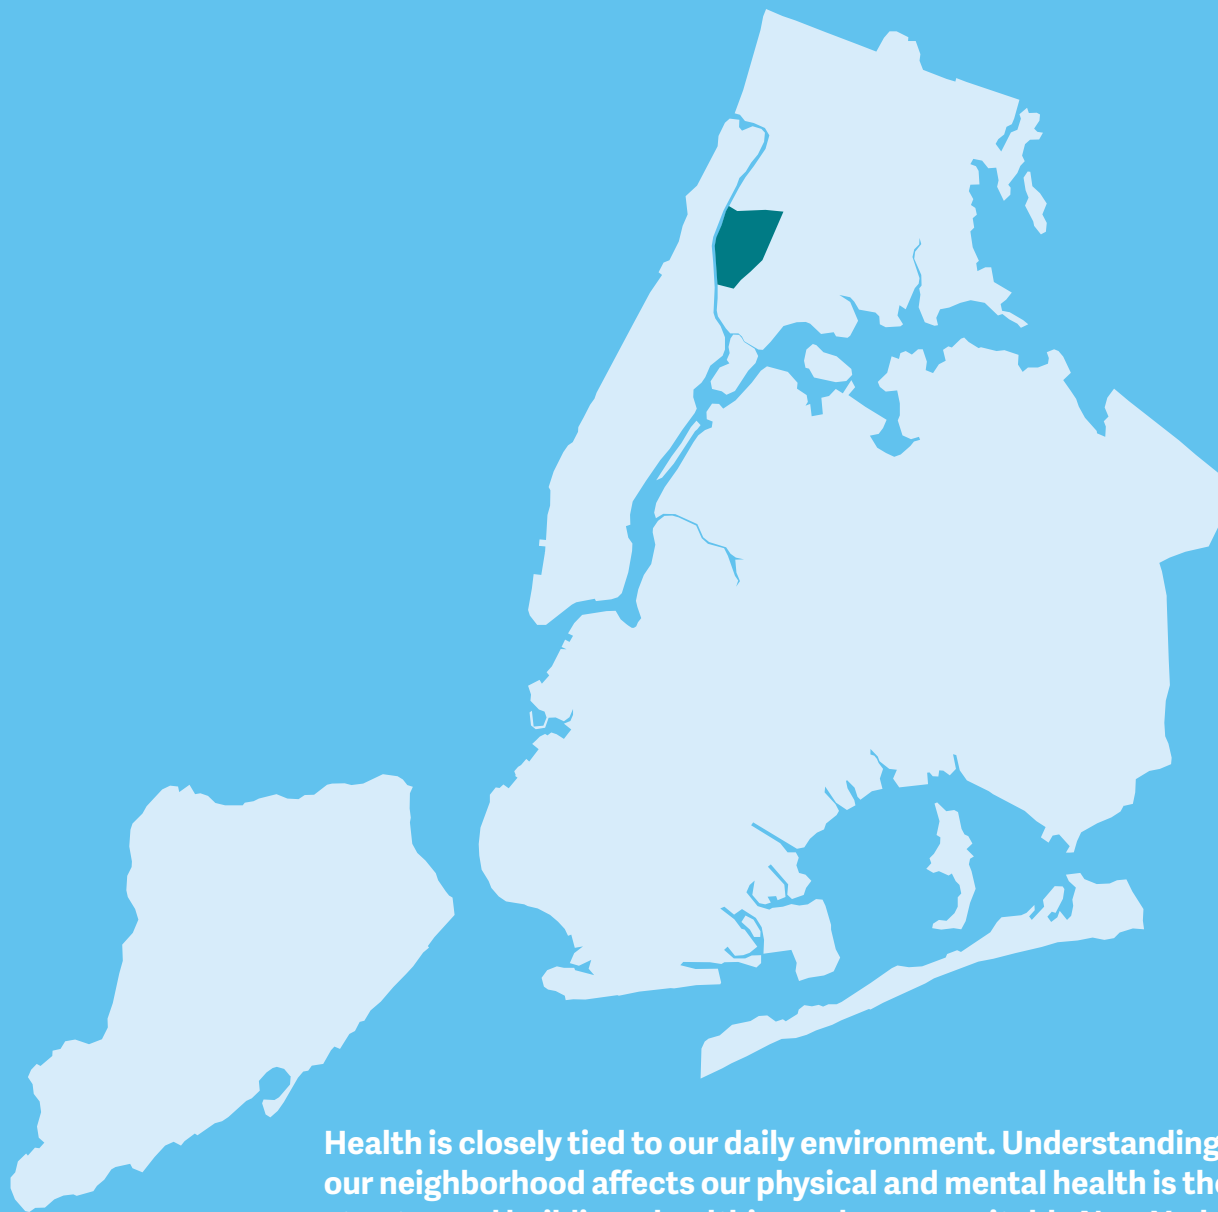 Health is closely tied to our daily environment. Understanding
our neighborhood affects our physical and mental health is the